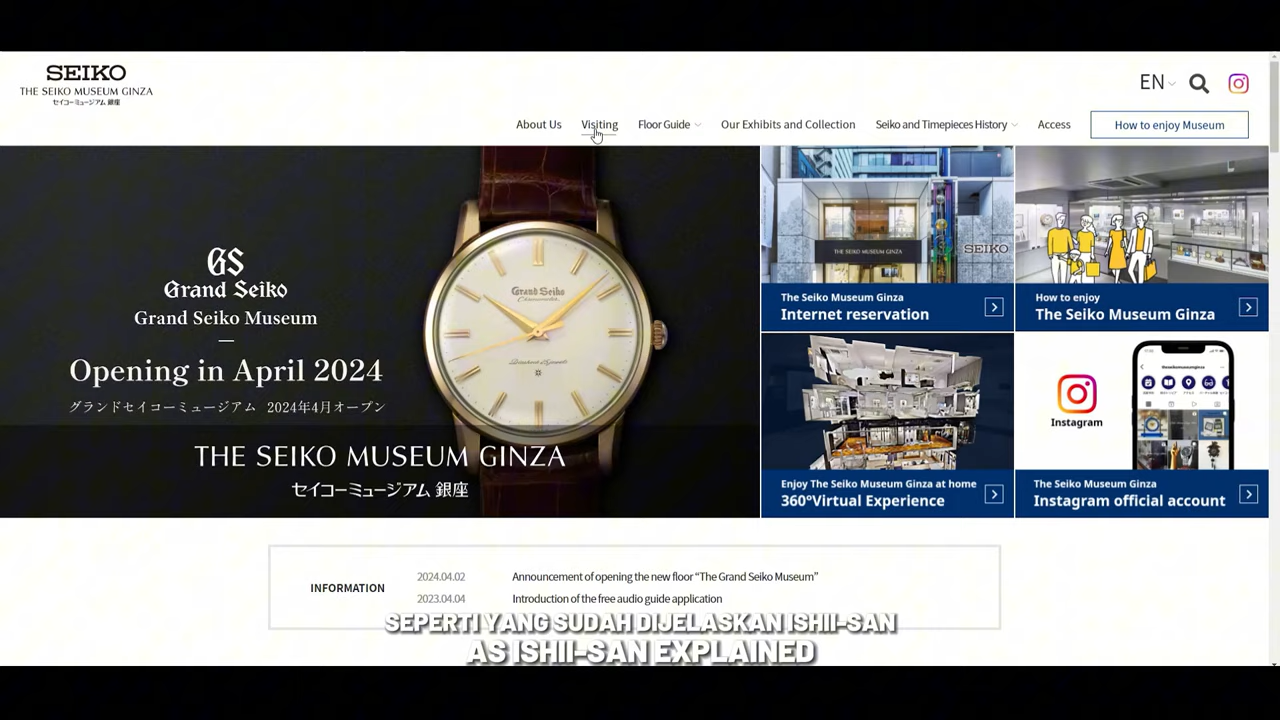 SEIKO
THE SEIKO MUSEUM GINZA
セイコーミュージアム 銀座
EN
About Us
Visiting
Floor Guide
Our Exhibits and Collection
Seiko and Timepieces History
Access
How to enjoy Museum
GS
Grand Seiko
Grand Seiko Museum
Opening in April 2024
グランドセイコーミュージアム 2024年4月オープン
THE SEIKO MUSEUM GINZA
セイコーミュージアム 銀座
Grand Seiko
Chronometer
THE SEIKO MUSEUM GINZA
SEIKO
The Seiko Museum Ginza
Internet reservation
How to enjoy
The Seiko Museum Ginza
Enjoy The Seiko Museum Ginza at home
360°Virtual Experience
Instagram
theseikomuseumginza
The Seiko Museum Ginza
Instagram official account
INFORMATION
2024.04.02
Announcement of opening the new floor “The Grand Seiko Museum”
2023.04.04
Introduction of the free audio guide application
SEPERTI YANG SUDAH DIJELASKAN ISHII-SAN
AS ISHII-SAN EXPLAINED